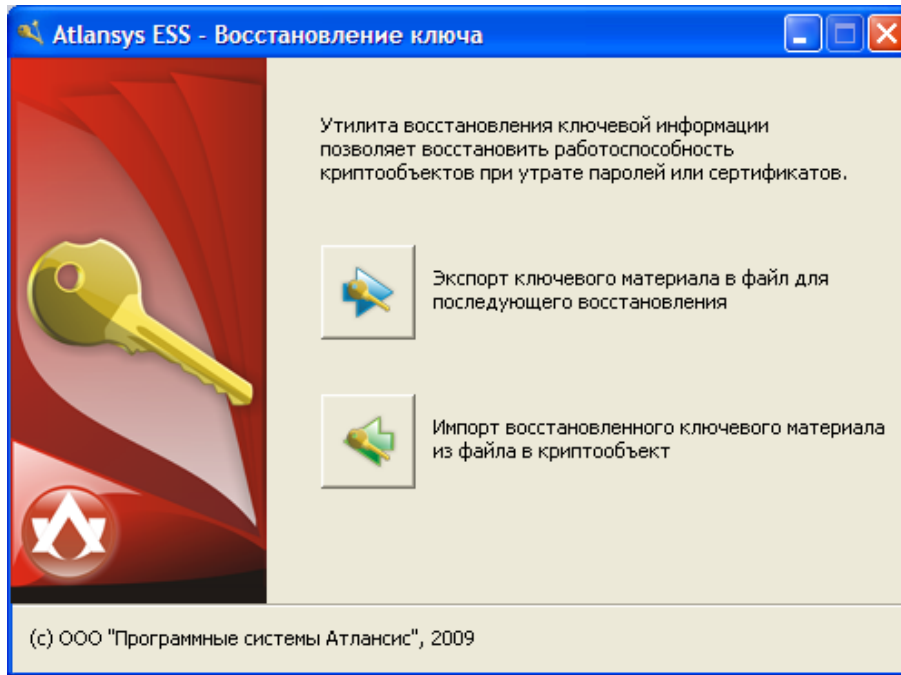 Atlansys ESS - Восстановление ключа
Утилита восстановления ключевой информации
позволяет восстановить работоспособность
криптообъектов при утрате паролей или сертификатов.
Экспорт ключевого материала в файл для
последующего восстановления
Импорт восстановленного ключевого материала
из файла в криптообъект
(с) ООО "Программные системы Атлансис", 2009